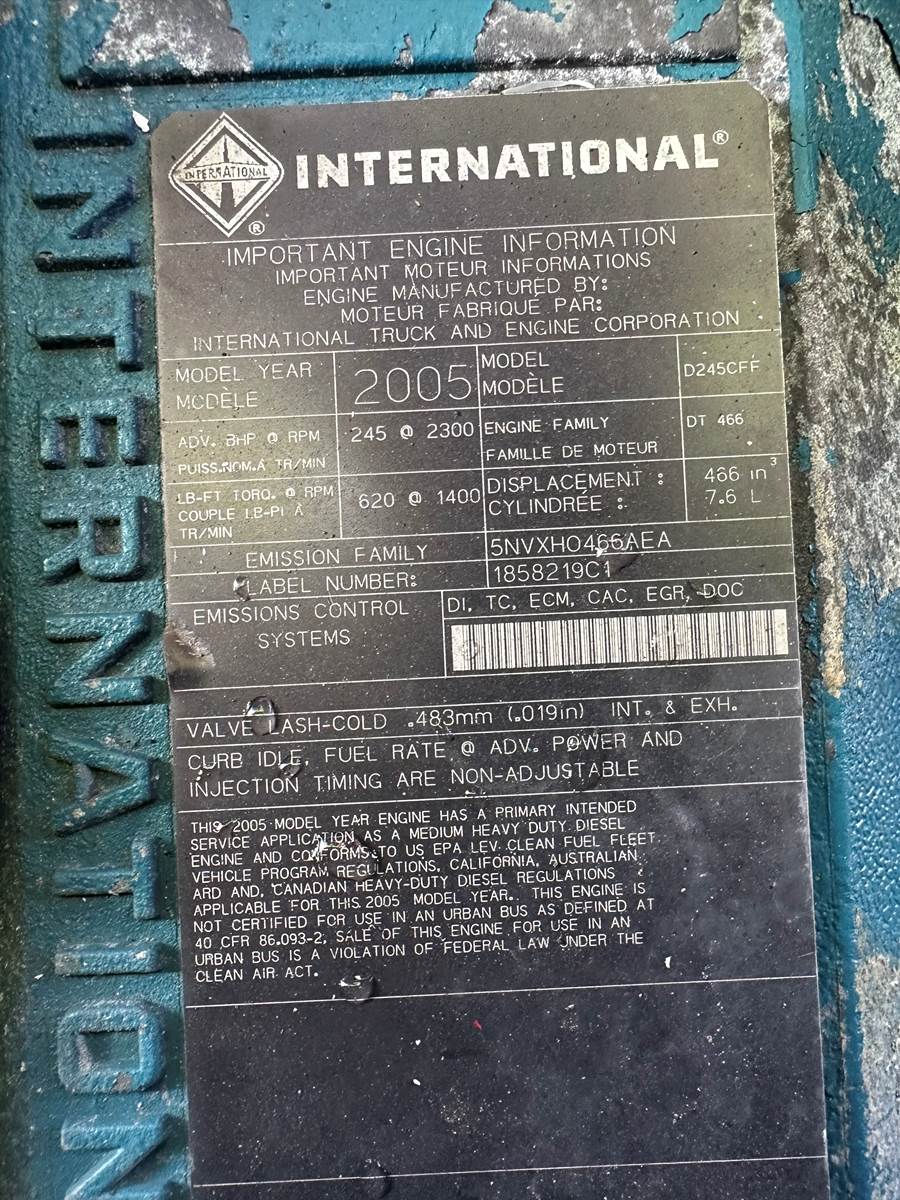 INTERNATIONAL
INTERNATIONAL
®
INTERNATIONAL®
IMPORTANT ENGINE INFORMATION
IMPORTANT MOTEUR INFORMATIONS
ENGINE MANUFACTURED BY:
MOTEUR FABRIQUÉ PAR:
INTERNATIONAL TRUCK AND ENGINE CORPORATION
MODEL YEAR
MODÈLE
2005
MODEL
MODÈLE
D245CFF
ADV. BHP @ RPM
PUISS.NOM.À TR/MIN
245 @ 2300
ENGINE FAMILY
FAMILLE DE MOTEUR
DT 466
LB-FT TORQ. @ RPM
COUPLE LB-PI À
TR/MIN
620 @ 1400
DISPLACEMENT :
CYLINDRÉE :
466 in³
7.6 L
EMISSION FAMILY
5NVXH0466AEA
LABEL NUMBER:
1858219C1
EMISSIONS CONTROL
SYSTEMS
DI, TC, ECM, CAC, EGR, DOC
VALVE LASH-COLD .483mm (.019in) INT. & EXH.
CURB IDLE, FUEL RATE @ ADV. POWER AND
INJECTION TIMING ARE NON-ADJUSTABLE
THIS 2005 MODEL YEAR ENGINE HAS A PRIMARY INTENDED
SERVICE APPLICATION AS A MEDIUM HEAVY DUTY DIESEL
ENGINE AND CONFORMS TO US EPA LEV CLEAN FUEL FLEET
VEHICLE PROGRAM REGULATIONS, CALIFORNIA, AUSTRALIAN
ARD AND, CANADIAN HEAVY-DUTY DIESEL REGULATIONS
APPLICABLE FOR THIS 2005 MODEL YEAR. THIS ENGINE IS
NOT CERTIFIED FOR USE IN AN URBAN BUS AS DEFINED AT
40 CFR 86.093-2, SALE OF THIS ENGINE FOR USE IN AN
URBAN BUS IS A VIOLATION OF FEDERAL LAW UNDER THE
CLEAN AIR ACT.